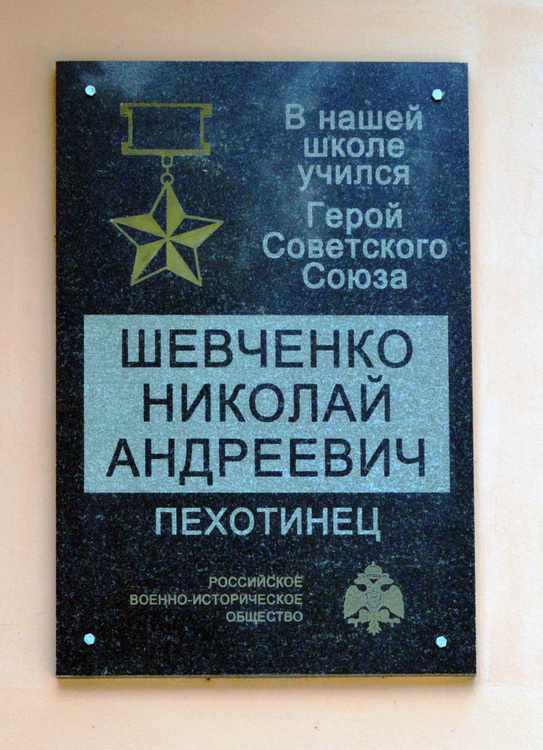 В нашей
школе
учился
Герой
Советского
Союза
ШЕВЧЕНКО
НИКОЛАЙ
АНДРЕЕВИЧ
ПЕХОТИНЕЦ
РОССИЙСКОЕ
ВОЕННО-ИСТОРИЧЕСКОЕ
ОБЩЕСТВО